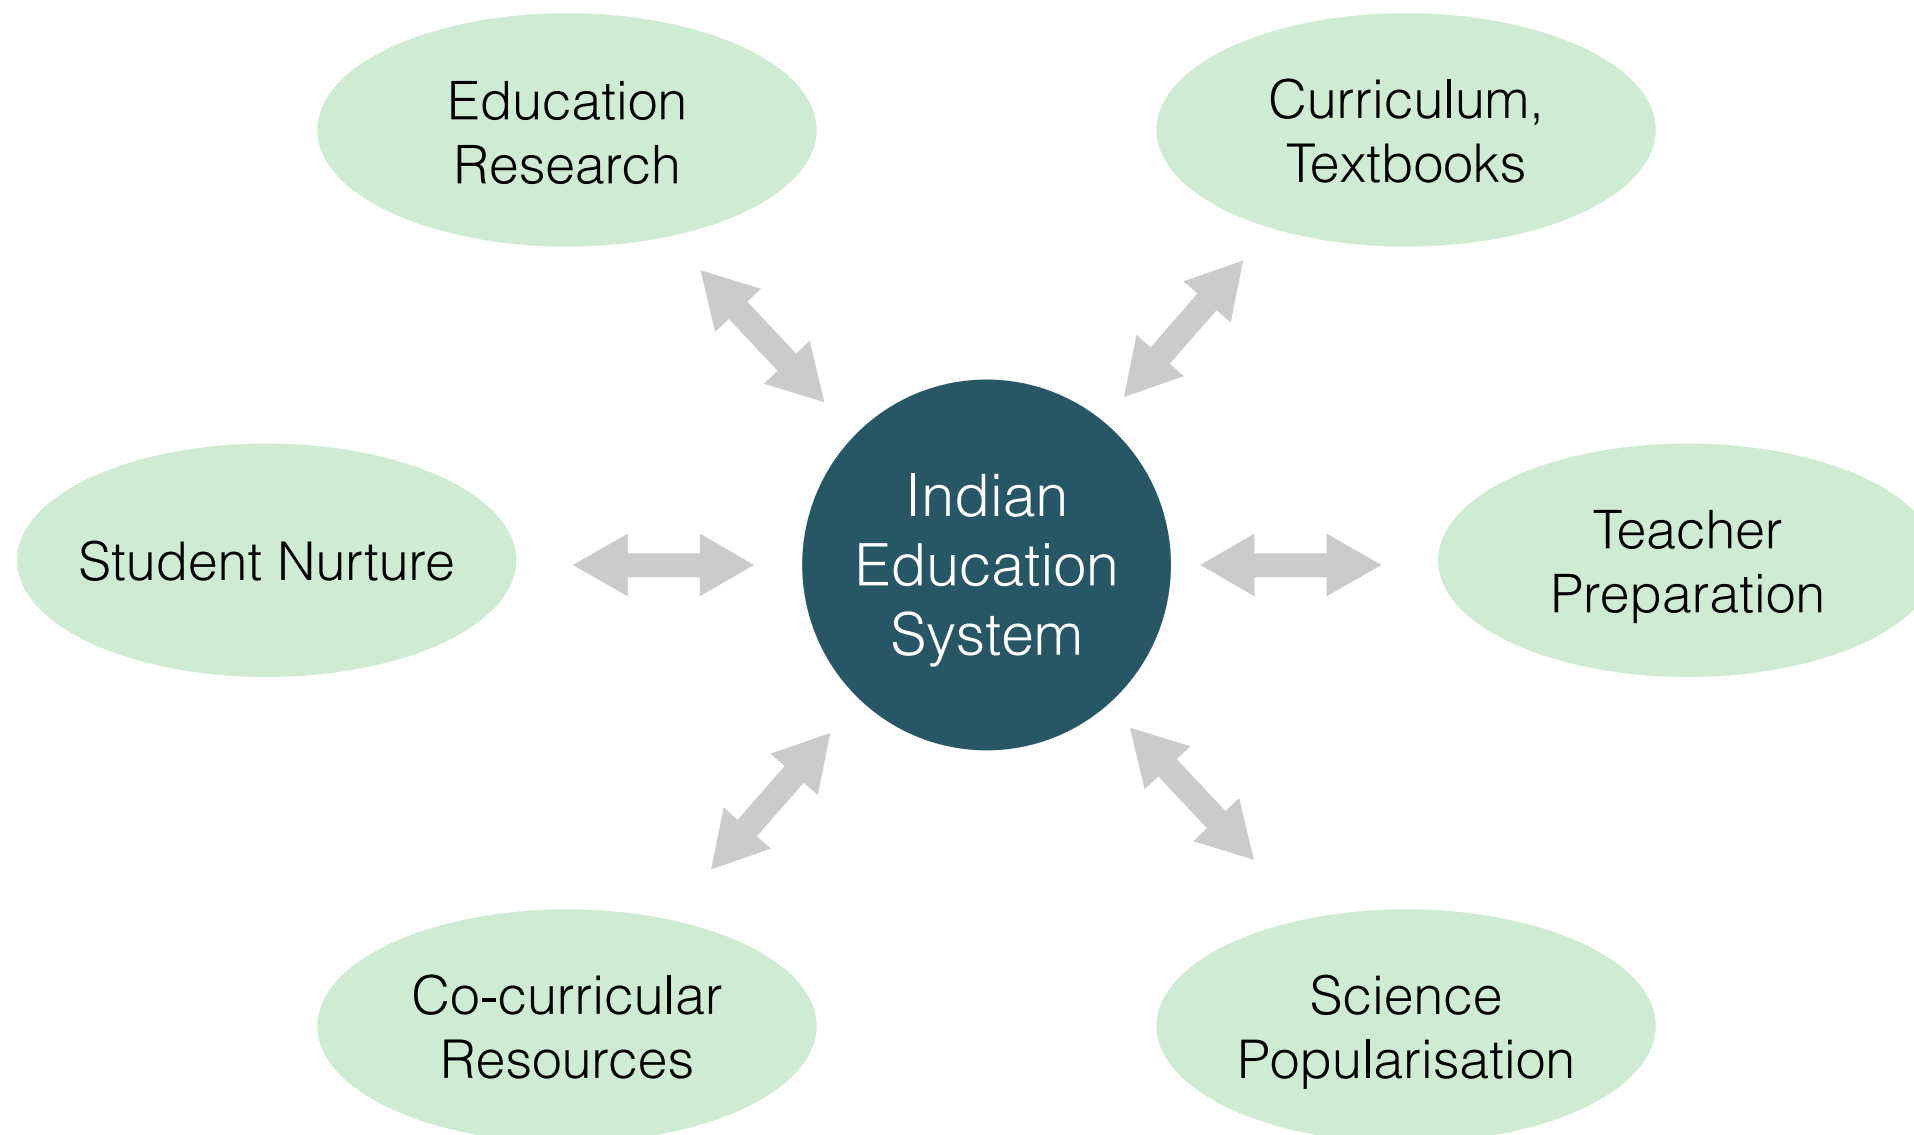 Education
Research
Curriculum,
Textbooks
Student Nurture
Indian
Education
System
Teacher
Preparation
Co-curricular
Resources
Science
Popularisation